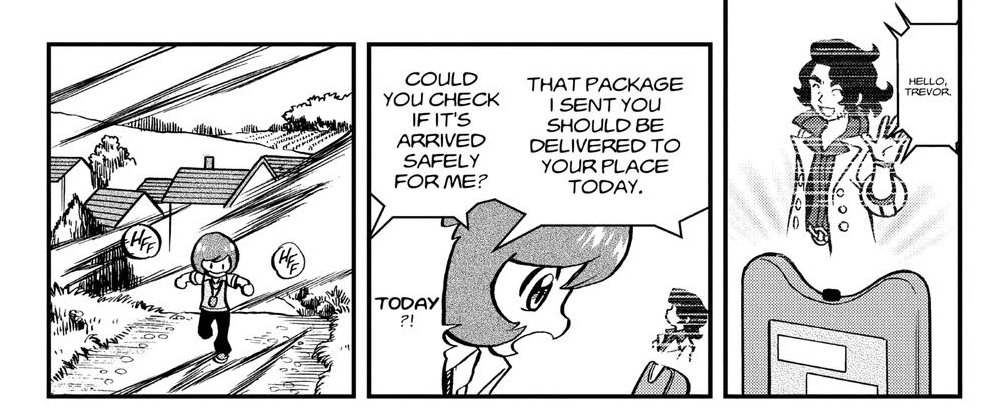 HELLO,
TREVOR.
THAT PACKAGE
I SENT YOU
SHOULD BE
DELIVERED TO
YOUR PLACE
TODAY.
COULD
YOU CHECK
IF IT'S
ARRIVED
SAFELY
FOR ME?
TODAY
?!
HFF
HFF